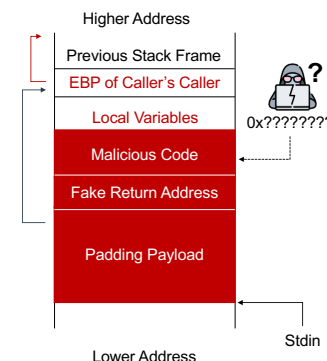 Higher Address
Previous Stack Frame
EBP of Caller's Caller
?
Local Variables
0x????????
Malicious Code
Fake Return Address
Padding Payload
Stdin
Lower Address